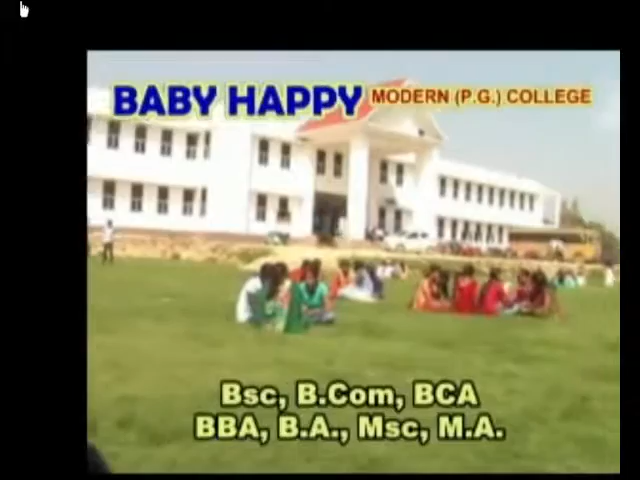 BABY HAPPY MODERN (P.G.) COLLEGE
Bsc, B.Com, BCA
BBA, B.A., Msc, M.A.